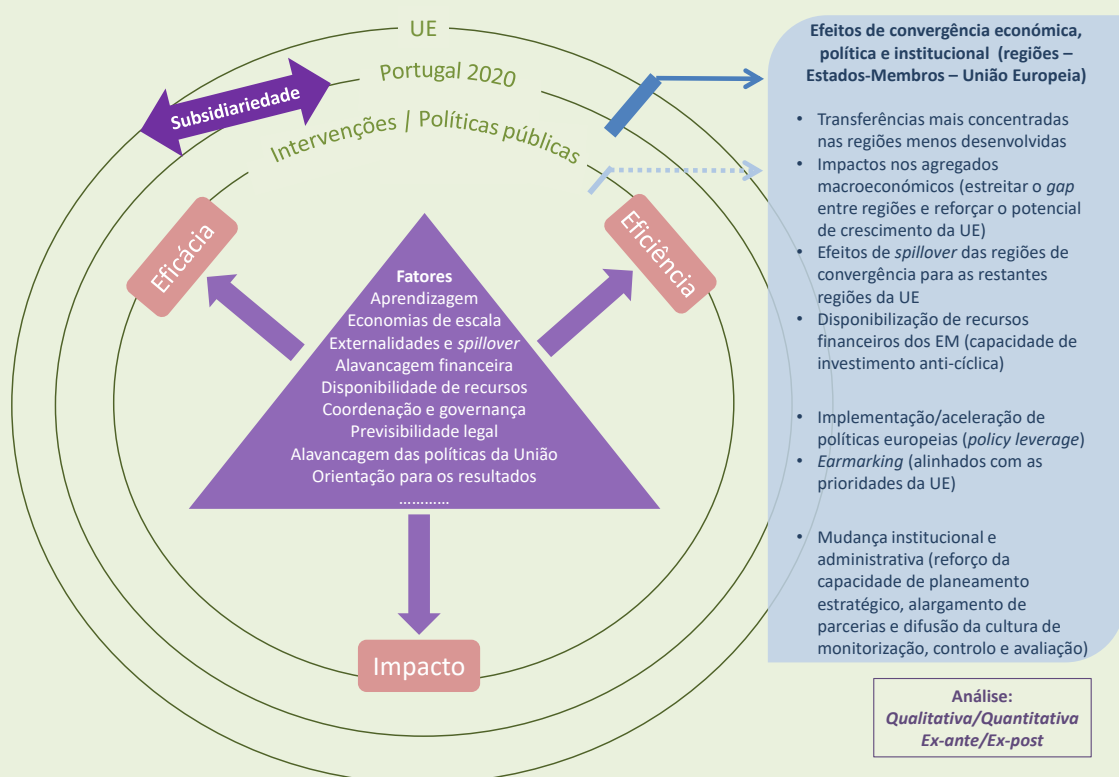 UE
Portugal 2020
Intervenções | Políticas públicas
Subsidiariedade
Eficácia
Eficiência
Fatores
Aprendizagem
Economias de escala
Externalidades e spillover
Alavancagem financeira
Disponibilidade de recursos
Coordenação e governança
Previsibilidade legal
Alavancagem das políticas da União
Orientação para os resultados
…………
Impacto
Efeitos de convergência económica,
política e institucional (regiões –
Estados-Membros – União Europeia)
• Transferências mais concentradas
nas regiões menos desenvolvidas
• Impactos nos agregados
macroeconómicos (estreitar o gap
entre regiões e reforçar o potencial
de crescimento da UE)
• Efeitos de spillover das regiões de
convergência para as restantes
regiões da UE
• Disponibilização de recursos
financeiros dos EM (capacidade de
investimento anti-cíclica)
• Implementação/aceleração de
políticas europeias (policy leverage)
• Earmarking (alinhados com as
prioridades da UE)
• Mudança institucional e
administrativa (reforço da
capacidade de planeamento
estratégico, alargamento de
parcerias e difusão da cultura de
monitorização, controlo e avaliação)
Análise:
Qualitativa/Quantitativa
Ex-ante/Ex-post